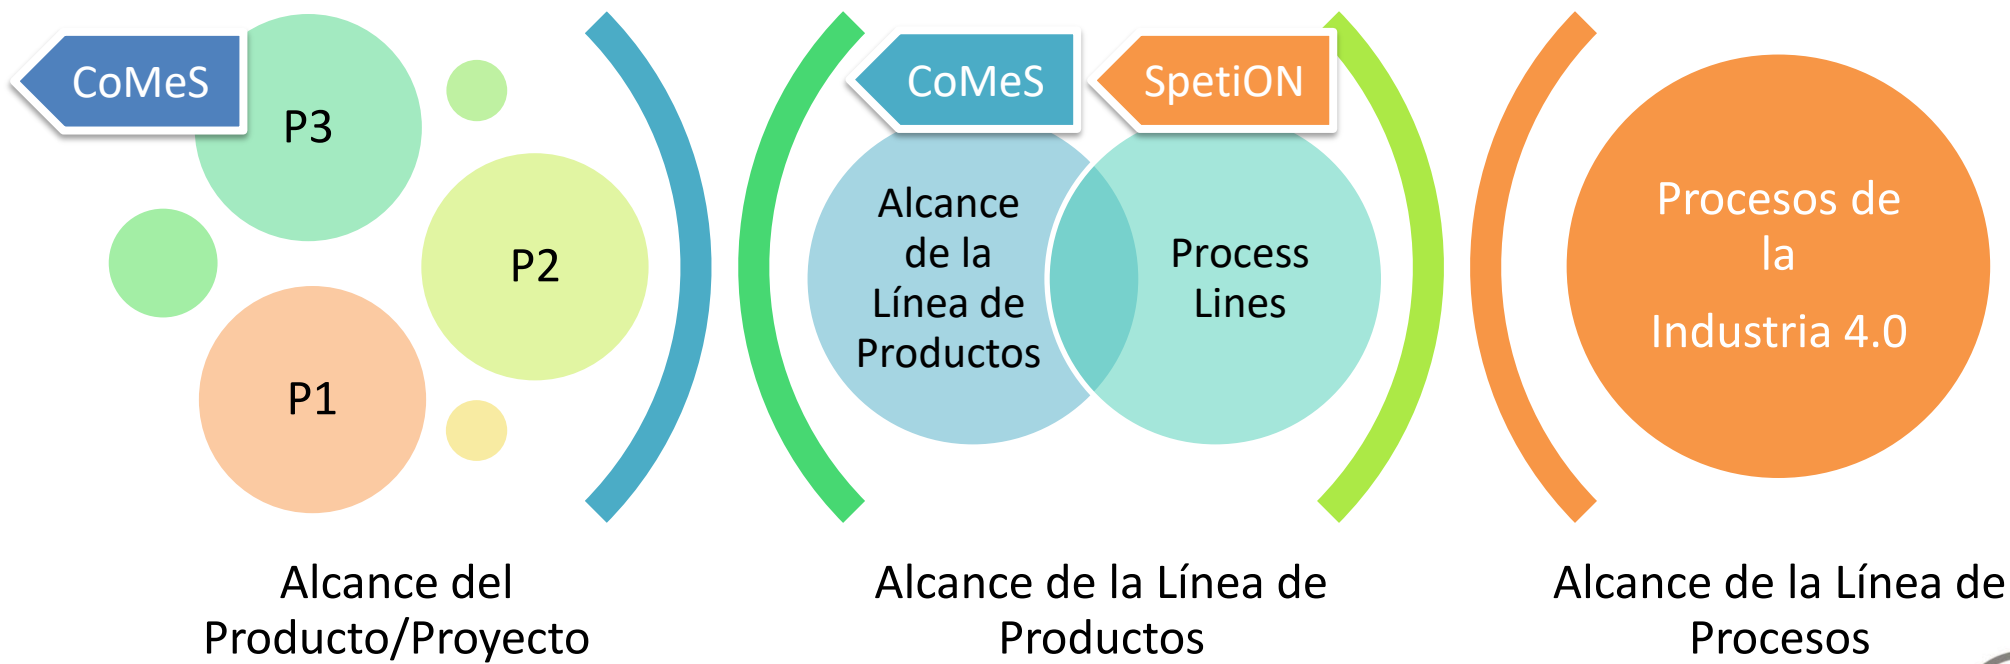 CoMeS
P3
P2
P1
Alcance del
Producto/Proyecto
CoMeS
SpetiON
Alcance
de la
Línea de
Productos
Process
Lines
Alcance de la Línea de
Productos
Procesos de
la
Industria 4.0
Alcance de la Línea de
Procesos